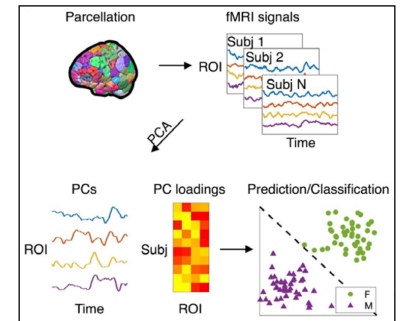 Parcellation
fMRI signals
Subj 1
Subj 2
ROI
Subj N
Time
PCA
PCs
PC loadings
Prediction/Classification
ROI
Subj
F
M
Time
ROI